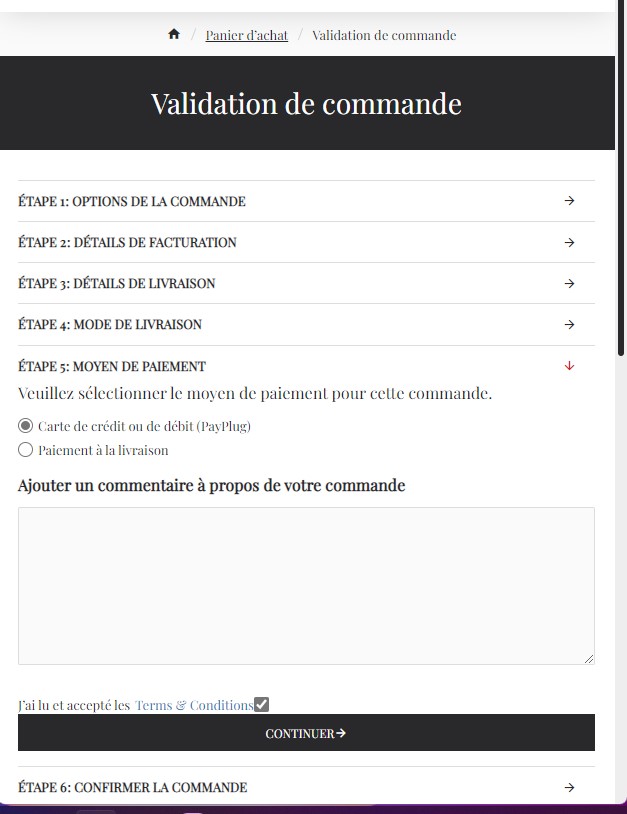 / Panier d'achat / Validation de commande
Validation de commande
ÉTAPE 1: OPTIONS DE LA COMMANDE
ÉTAPE 2: DÉTAILS DE FACTURATION
ÉTAPE 3: DÉTAILS DE LIVRAISON
ÉTAPE 4: MODE DE LIVRAISON
ÉTAPE 5: MOYEN DE PAIEMENT
Veuillez sélectionner le moyen de paiement pour cette commande.
Carte de crédit ou de débit (PayPlug)
Paiement à la livraison
Ajouter un commentaire à propos de votre commande
J'ai lu et accepté les Terms & Conditions
CONTINUER
ÉTAPE 6: CONFIRMER LA COMMANDE